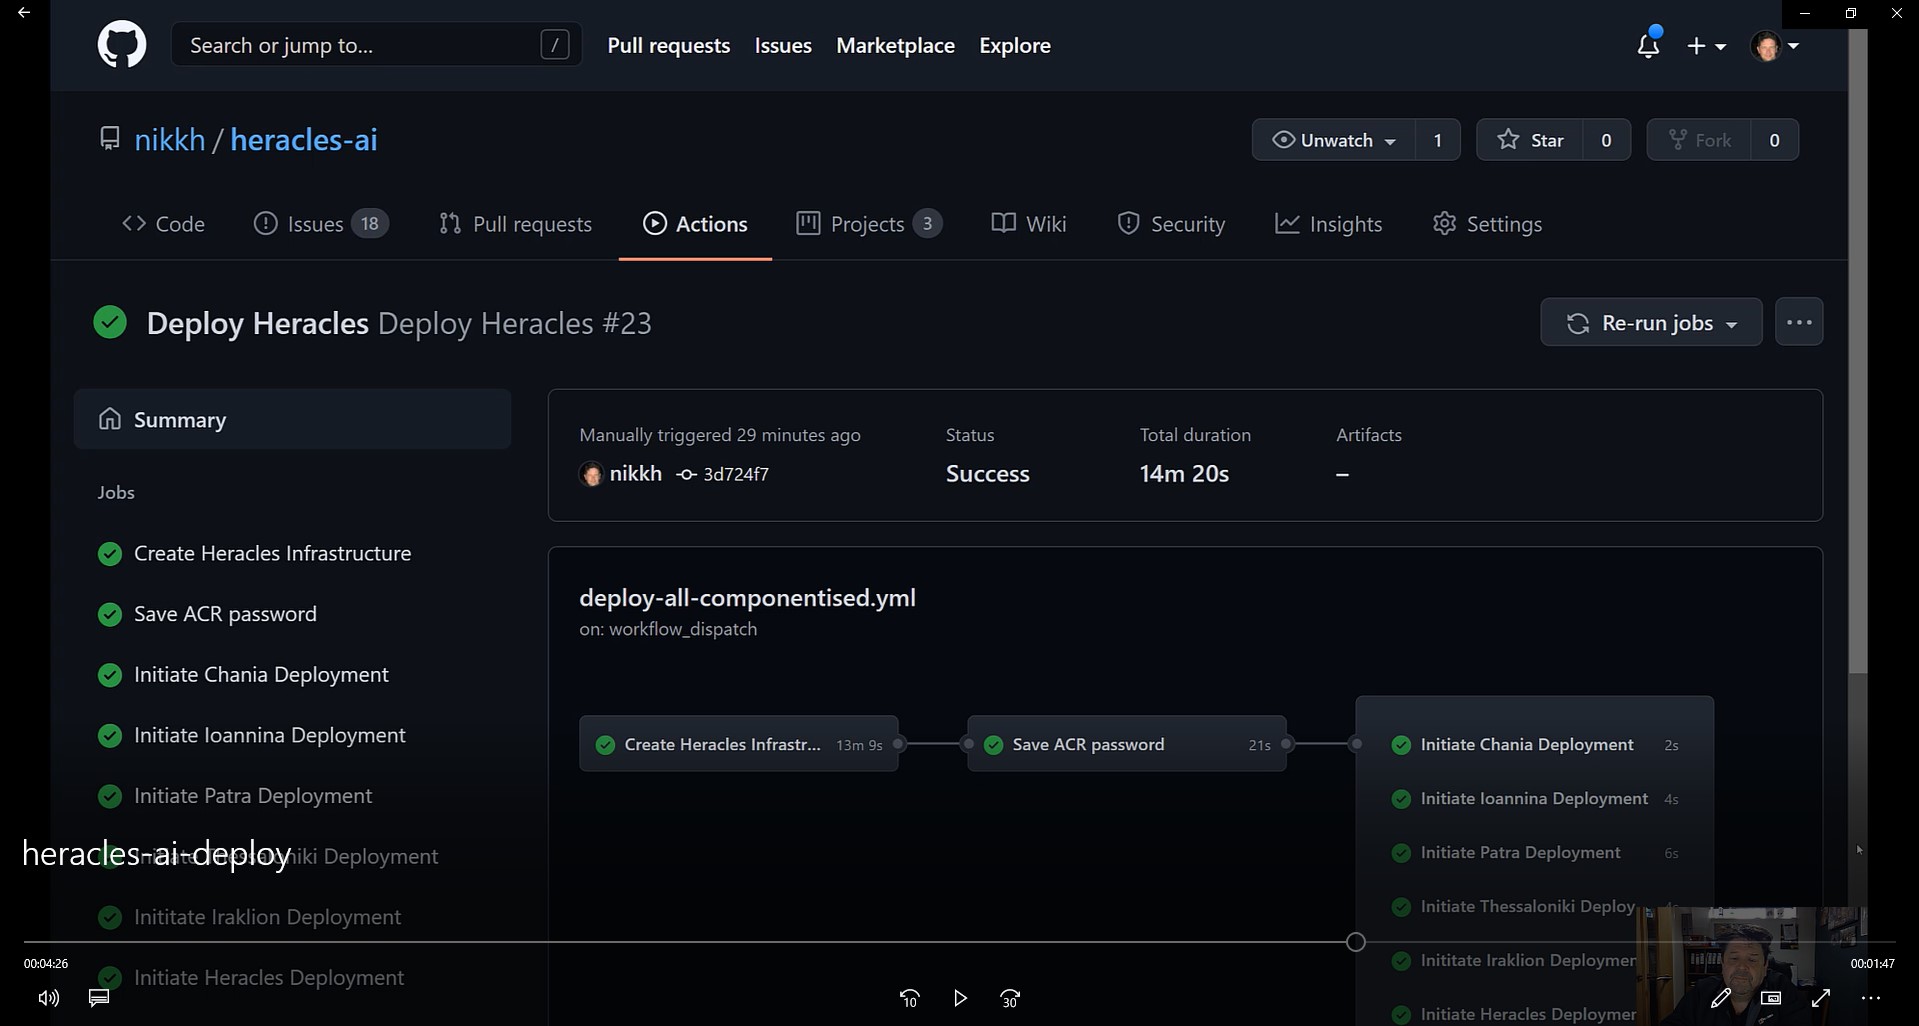 Search or jump to... /
Pull requests Issues Marketplace Explore
nikkh / heracles-ai
Unwatch 1
Star 0
Fork 0
Code
Issues 18
Pull requests
Actions
Projects 3
Wiki
Security
Insights
Settings
Deploy Heracles Deploy Heracles #23
Re-run jobs
Summary
Jobs
Create Heracles Infrastructure
Save ACR password
Initiate Chania Deployment
Initiate Ioannina Deployment
Initiate Patra Deployment
Initiate Thessaloniki Deployment
heracles-ai-deploy
Inititate Iraklion Deployment
Initiate Heracles Deployment
Manually triggered 29 minutes ago
nikkh 3d724f7
Status
Success
Total duration
14m 20s
Artifacts
–
deploy-all-componentised.yml
on: workflow_dispatch
Create Heracles Infrastr... 13m 9s
Save ACR password 21s
Initiate Chania Deployment 2s
Initiate Ioannina Deployment 4s
Initiate Patra Deployment 6s
Initiate Thessaloniki Deploy
Inititate Iraklion Deploymen
Initiate Heracles Deploymer
00:04:26
00:01:47
10
30